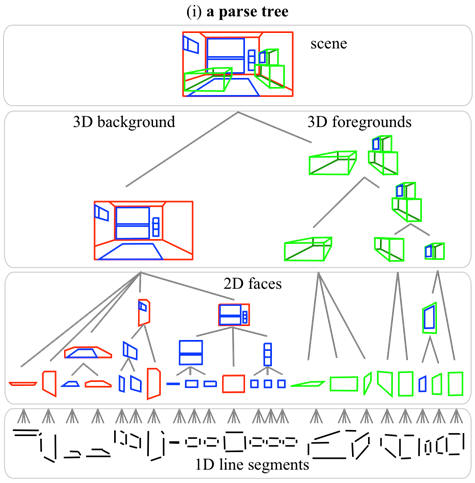 (i) a parse tree
scene
3D background
3D foregrounds
2D faces
1D line segments